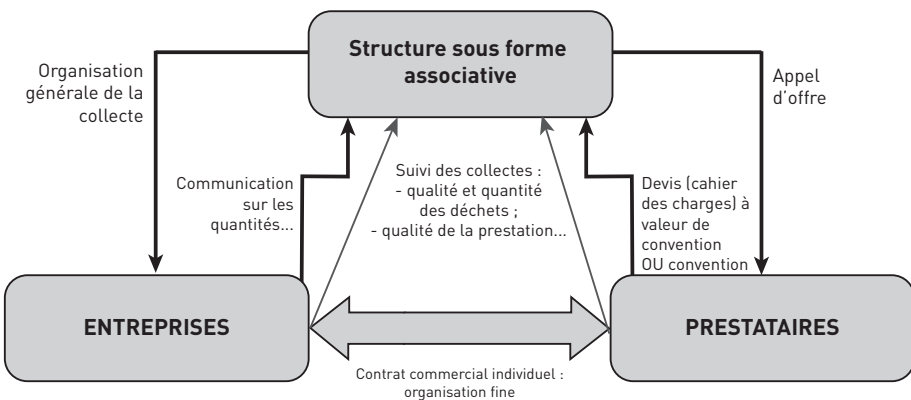 Structure sous forme
associative
Organisation
générale de la
collecte
Appel
d'offre
Communication
sur les
quantités...
Suivi des collectes :
- qualité et quantité
des déchets ;
- qualité de la prestation...
Devis (cahier
des charges) à
valeur de
convention
OU convention
ENTREPRISES
PRESTATAIRES
Contrat commercial individuel :
organisation fine